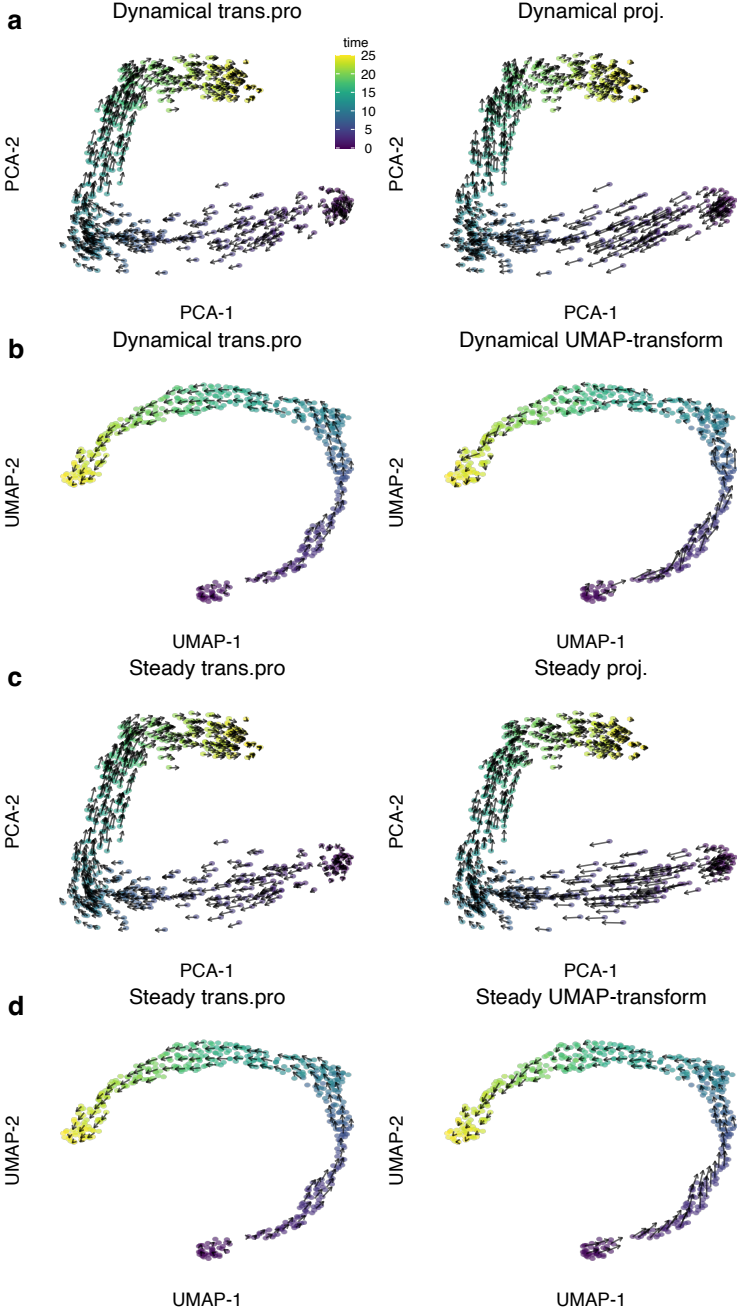 a
Dynamical trans.pro
Dynamical proj.
time
25
20
15
10
5
0
PCA-2
PCA-2
PCA-1
PCA-1
b
Dynamical trans.pro
Dynamical UMAP-transform
UMAP-2
UMAP-2
UMAP-1
UMAP-1
c
Steady trans.pro
Steady proj.
PCA-2
PCA-2
PCA-1
PCA-1
d
Steady trans.pro
Steady UMAP-transform
UMAP-2
UMAP-2
UMAP-1
UMAP-1